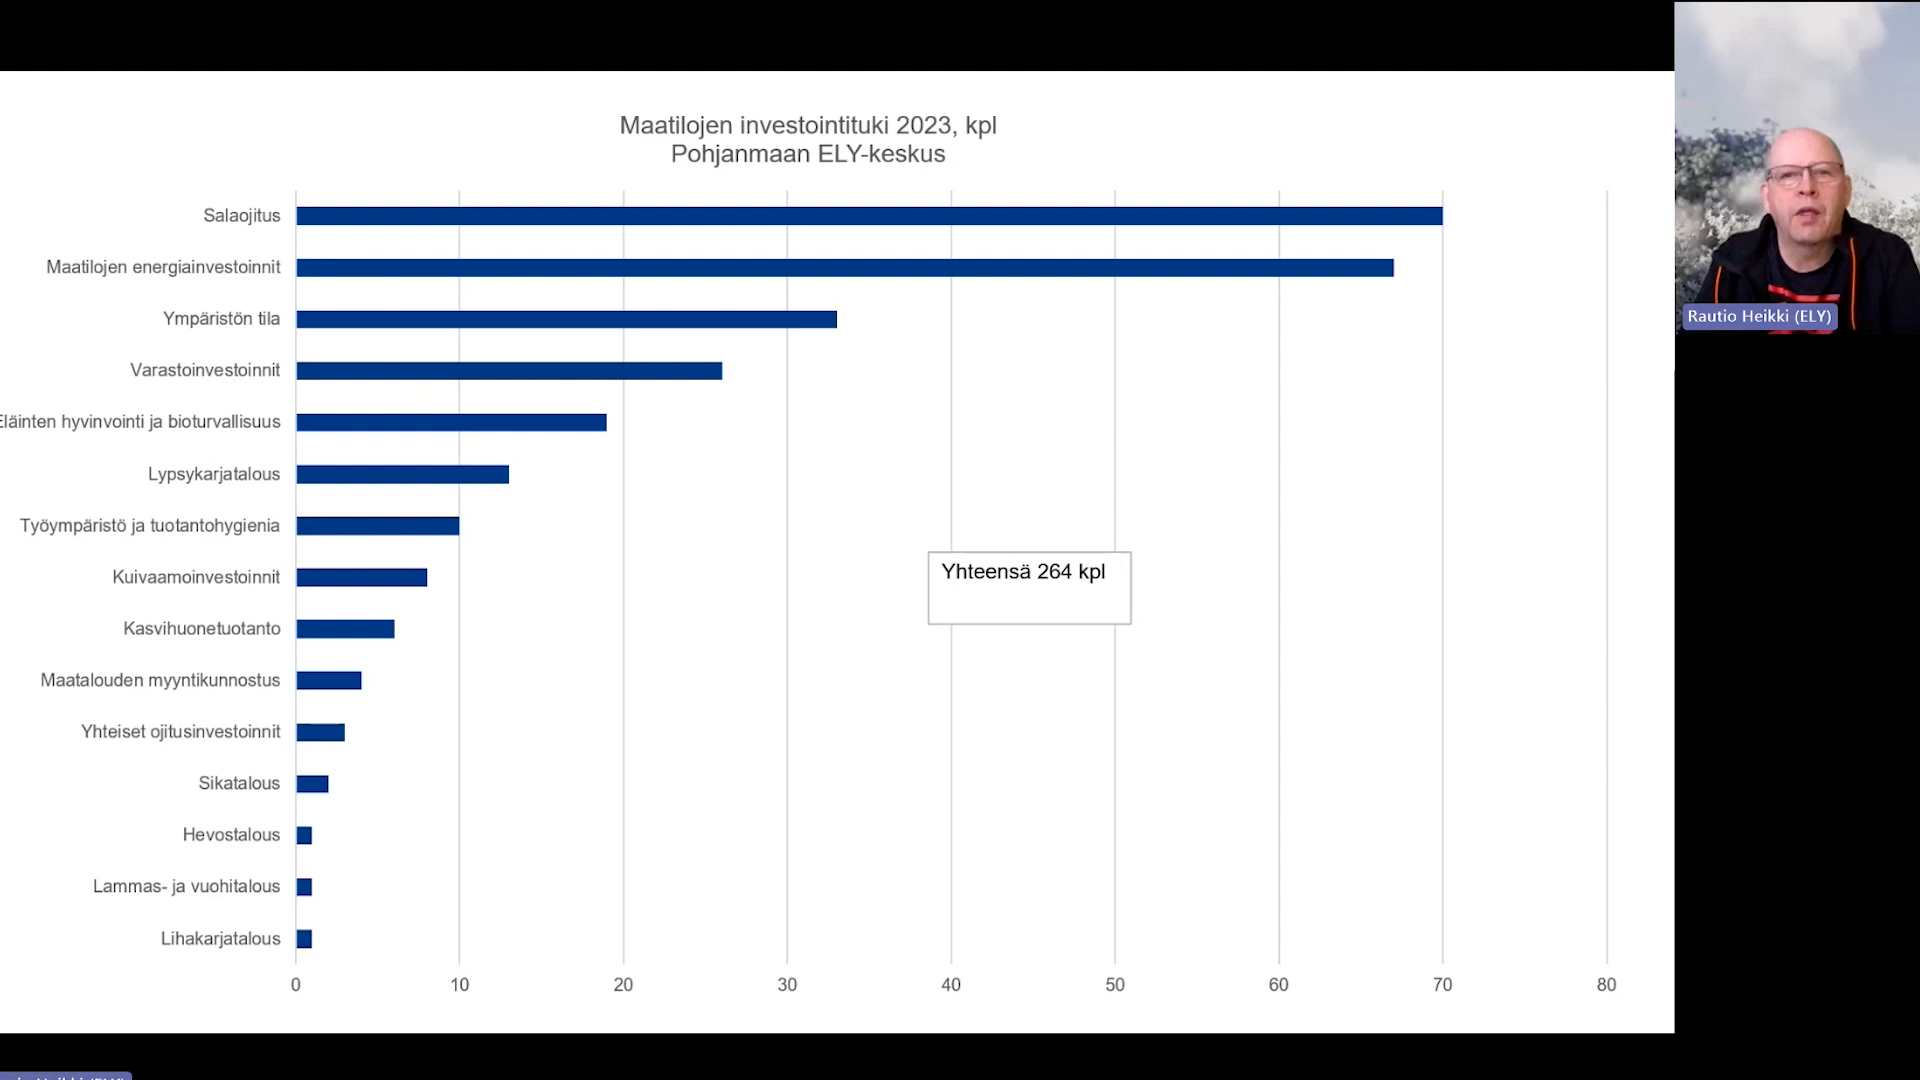 Maatilojen investointituki 2023, kpl
Pohjanmaan ELY-keskus
Salaojitus
Maatilojen energiainvestoinnit
Ympäristön tila
Varastoinvestoinnit
Eläinten hyvinvointi ja bioturvallisuus
Lypsykarjatalous
Työympäristö ja tuotantohygienia
Kuivaamoinvestoinnit
Kasvihuonetuotanto
Maatalouden myyntikunnostus
Yhteiset ojitusinvestoinnit
Sikatalous
Hevostalous
Lammas- ja vuohitalous
Lihakarjatalous
0 10 20 30 40 50 60 70 80
Yhteensä 264 kpl
Rautio Heikki (ELY)